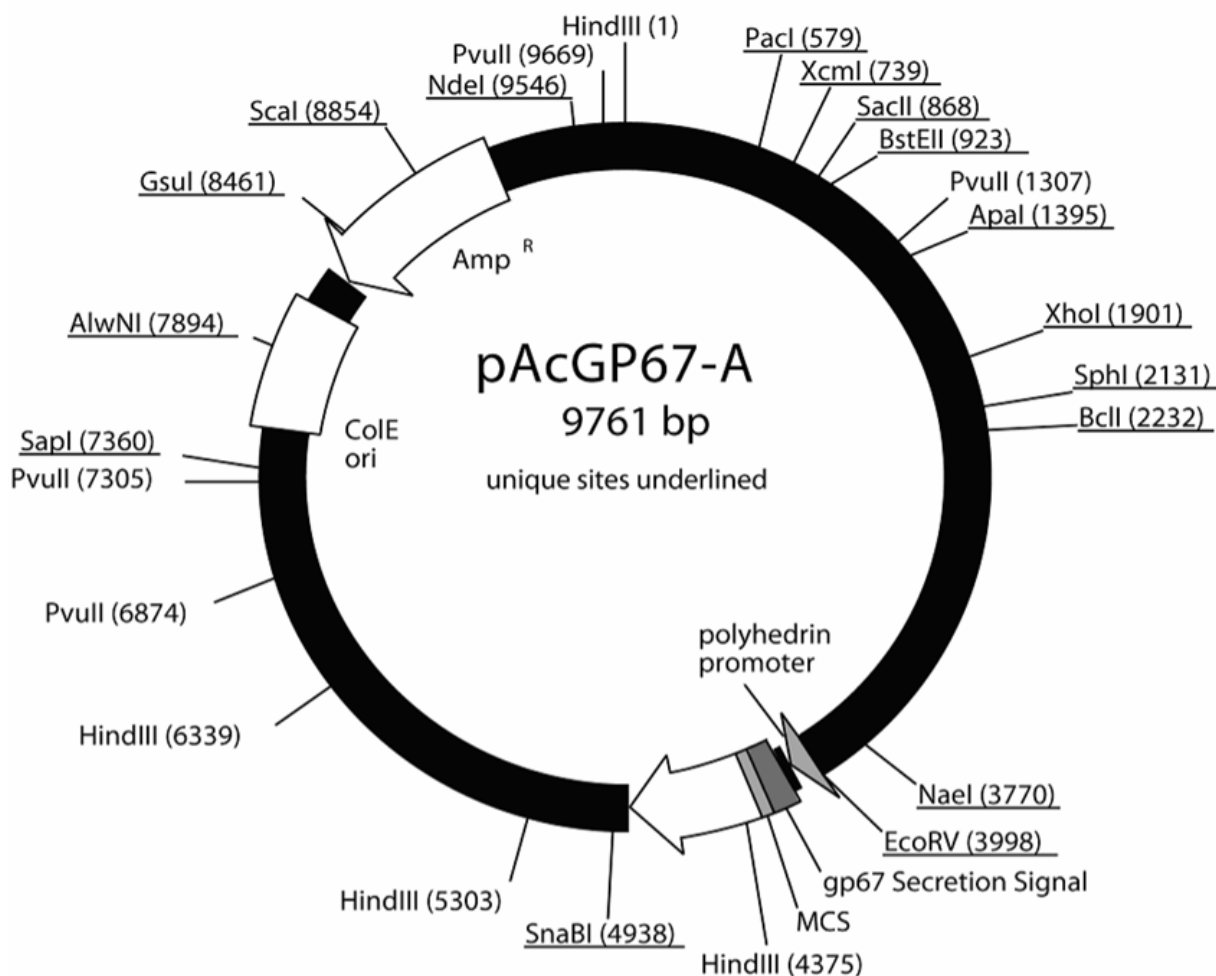 HindIII (1)
PvuII (9669)
NdeI (9546)
ScaI (8854)
GsuI (8461)
PacI (579)
XcmI (739)
SacII (868)
BstEII (923)
PvuII (1307)
ApaI (1395)
Amp R
AlwNI (7894)
XhoI (1901)
SphI (2131)
BclI (2232)
pAcGP67-A
9761 bp
unique sites underlined
ColE
ori
SapI (7360)
PvuII (7305)
PvuII (6874)
HindIII (6339)
polyhedrin
promoter
NaeI (3770)
EcoRV (3998)
gp67 Secretion Signal
MCS
HindIII (4375)
HindIII (5303)
SnaBI (4938)